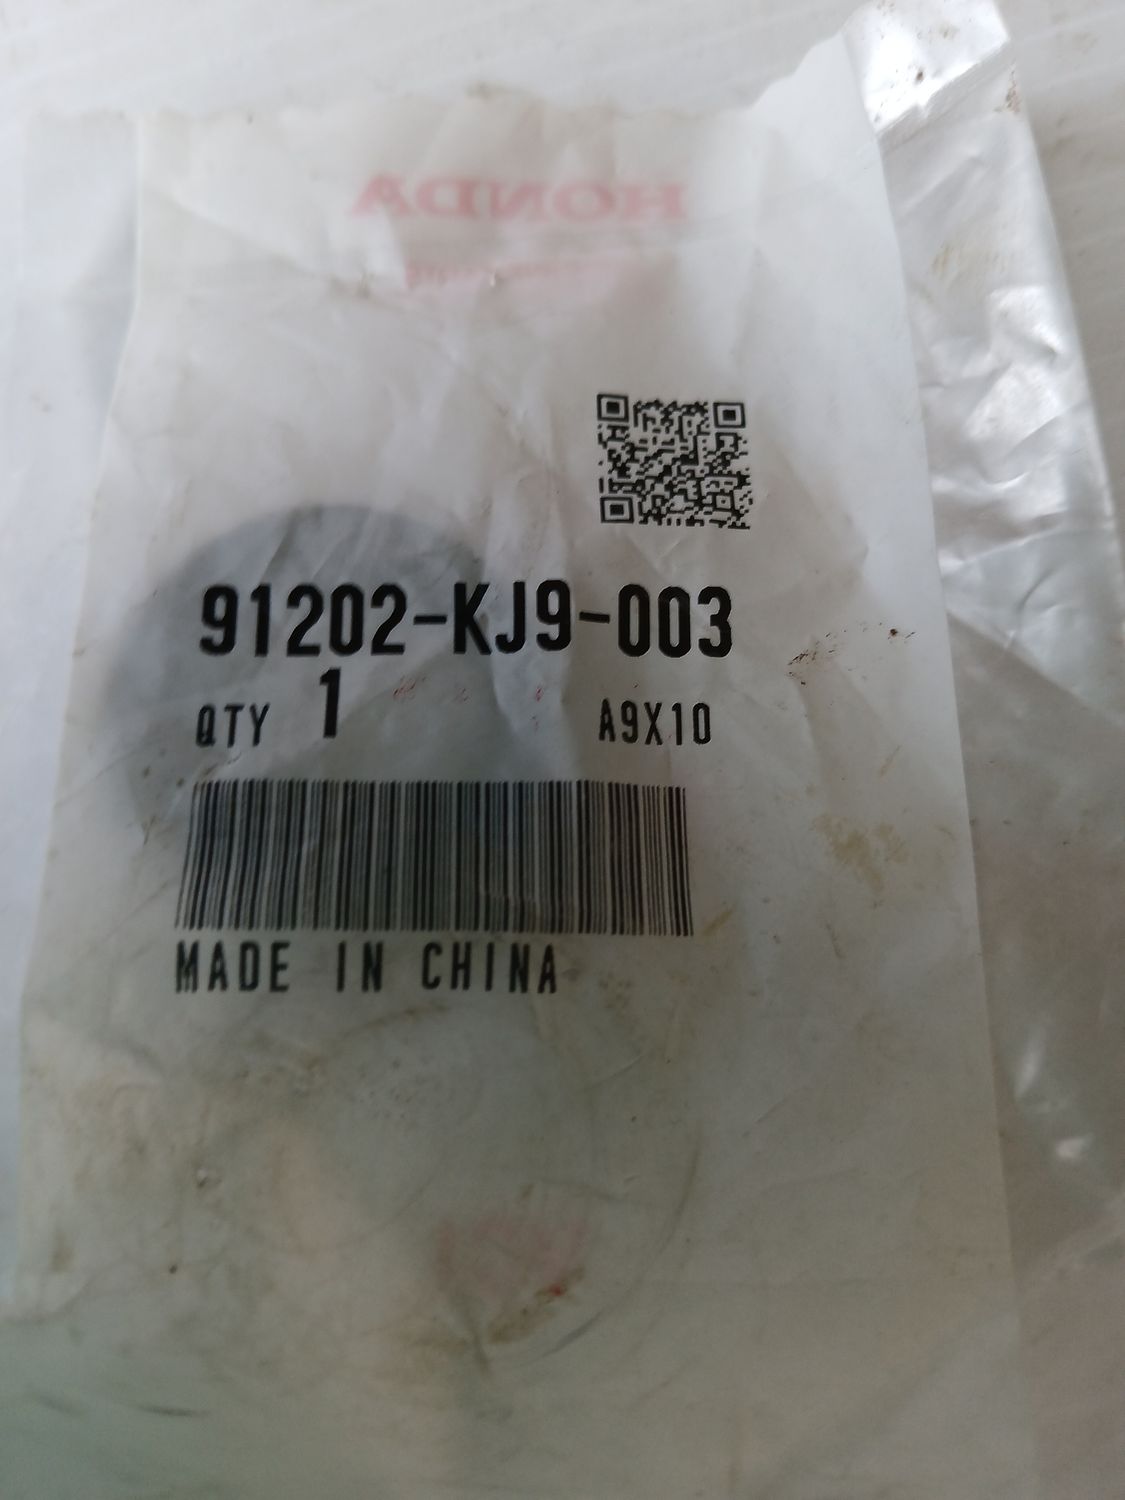 HONDA
91202-KJ9-003
QTY 1 A9X10
MADE IN CHINA